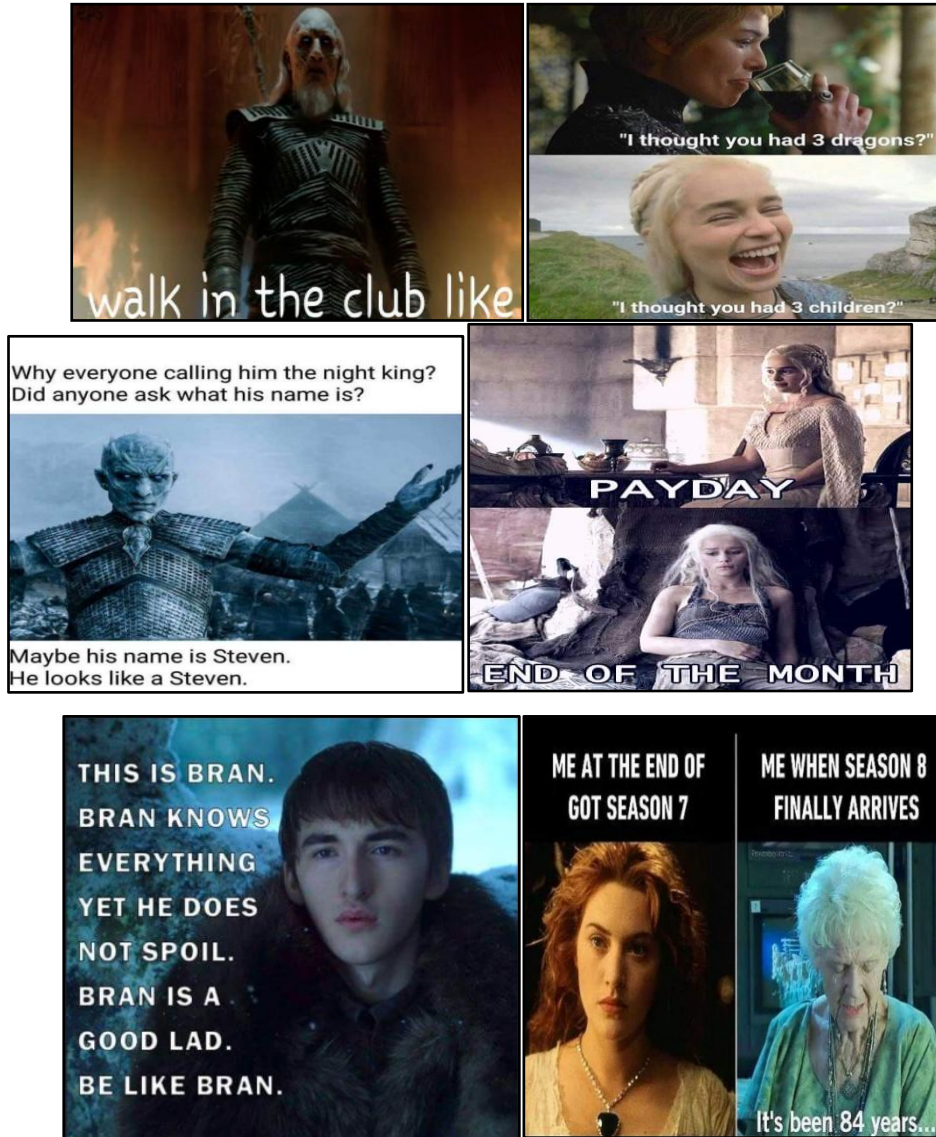 walk in the club like
"I thought you had 3 dragons?"
"I thought you had 3 children?"
Why everyone calling him the night king?
Did anyone ask what his name is?
Maybe his name is Steven.
He looks like a Steven.
PAYDAY
END OF THE MONTH
THIS IS BRAN.
BRAN KNOWS
EVERYTHING
YET HE DOES
NOT SPOIL.
BRAN IS A
GOOD LAD.
BE LIKE BRAN.
ME AT THE END OF
GOT SEASON 7
ME WHEN SEASON 8
FINALLY ARRIVES
It's been 84 years...